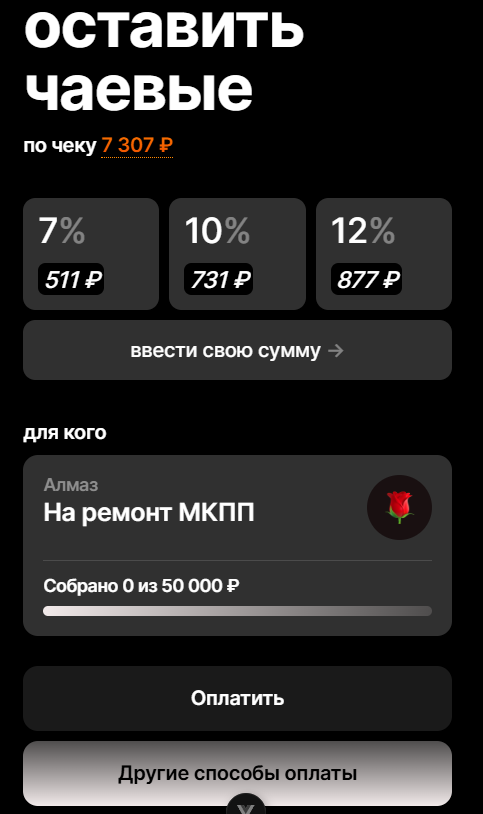 оставить
чаевые
по чеку 7 307 ₽
7% 10% 12%
511 ₽ 731 ₽ 877 ₽
ввести свою сумму →
для кого
Алмаз
На ремонт МКПП
Собрано 0 из 50 000 ₽
Оплатить
Другие способы оплаты